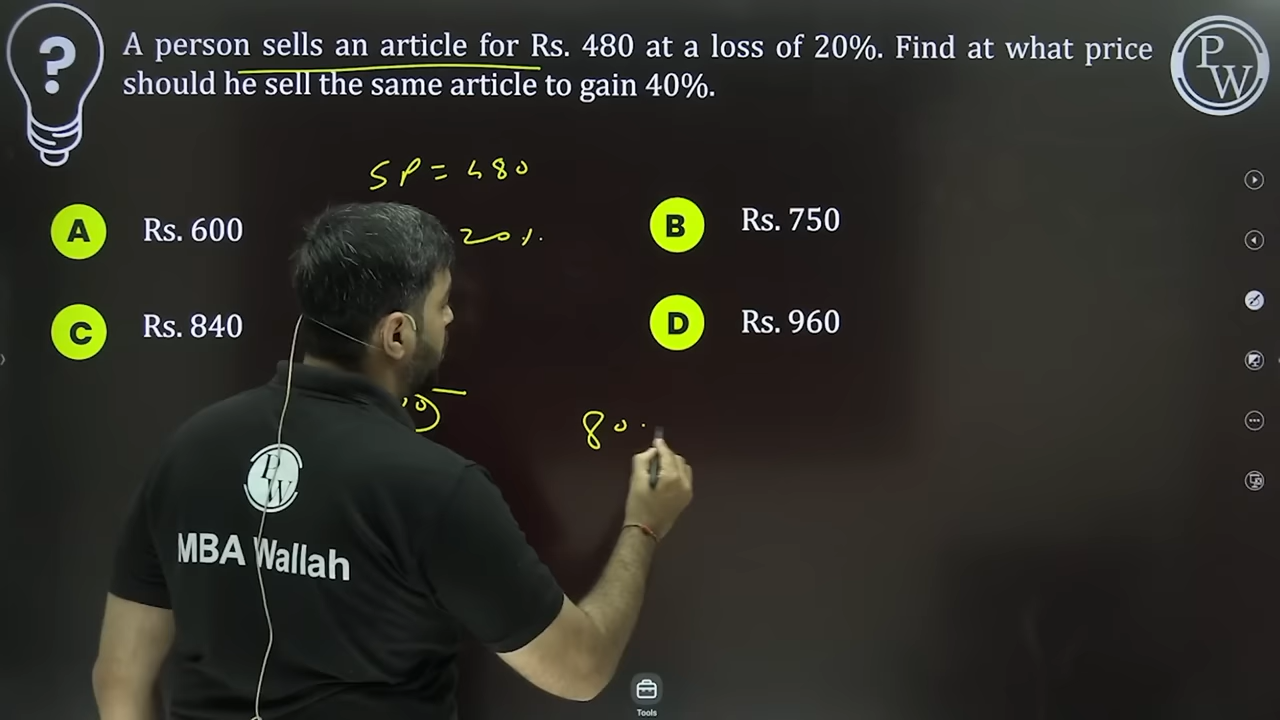 A person sells an article for Rs. 480 at a loss of 20%. Find at what price
should he sell the same article to gain 40%.
PW
SP = 480
A Rs. 600
20%.
B Rs. 750
C Rs. 840
D Rs. 960
80.
PW
MBA Wallah
Tools